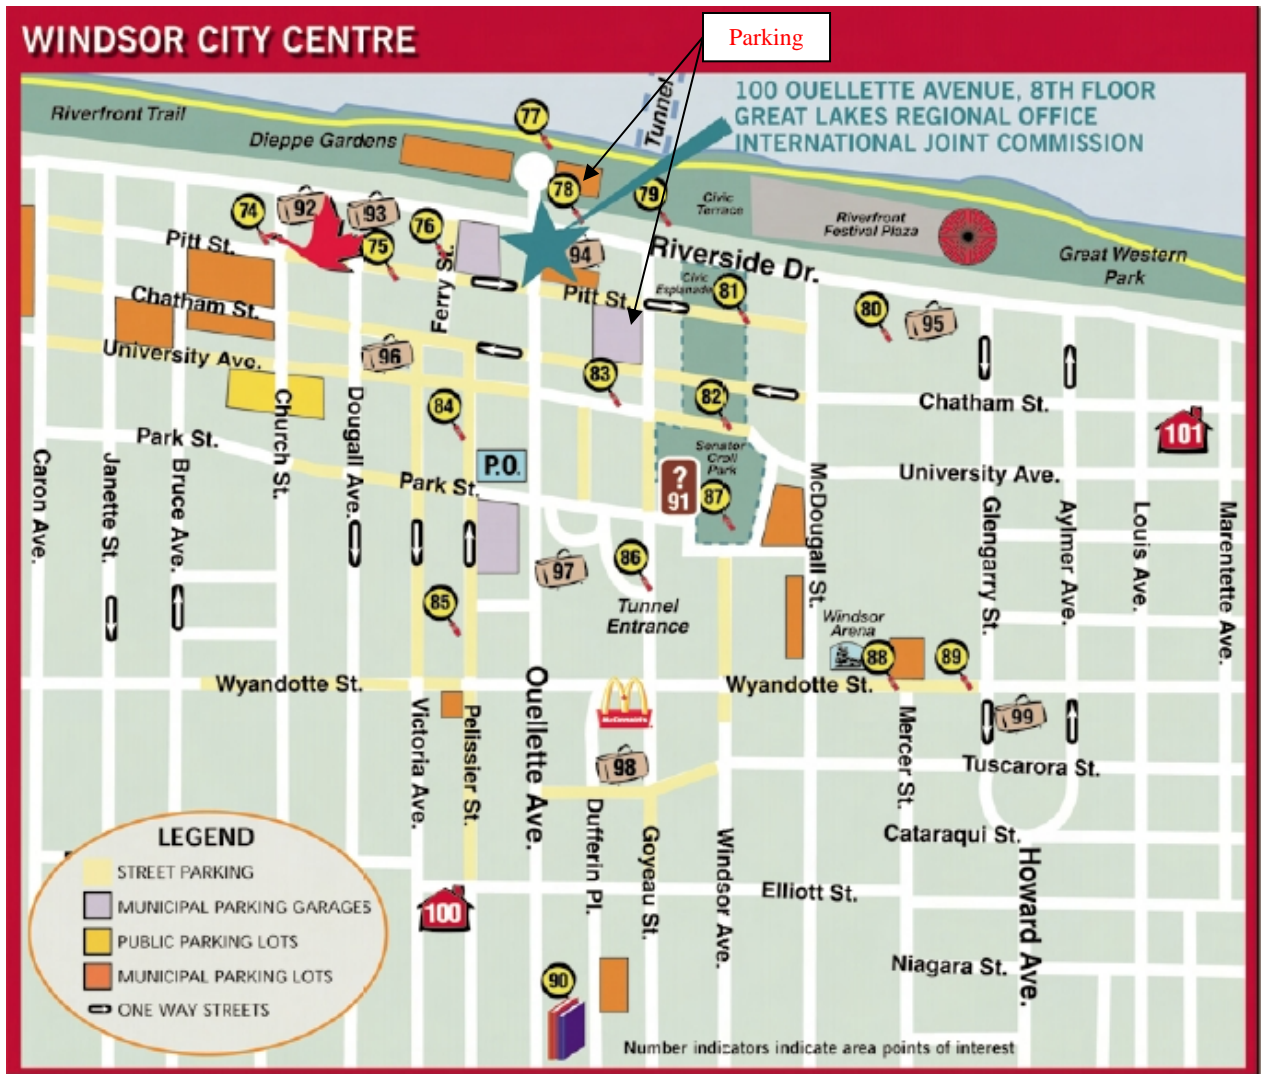 WINDSOR CITY CENTRE
Parking
100 OUELLETTE AVENUE, 8TH FLOOR
GREAT LAKES REGIONAL OFFICE
INTERNATIONAL JOINT COMMISSION
Tunnel
Riverfront Trail
Dieppe Gardens
77
78
79
Civic
Terrace
Riverfront
Festival Plaza
Great Western
Park
74
92
93
75
76
94
Riverside Dr.
Pitt St.
Ferry St.
Pitt St.
Civic
Esplanade
81
80
95
Chatham St.
University Ave.
96
83
82
84
Chatham St.
101
Park St.
Church St.
Dougall Ave.
P.O.
Park St.
Senator
Croll
Park
?
91
87
University Ave.
Caron Ave.
Janette St.
Bruce Ave.
McDougall St.
Glengarry St.
Aylmer Ave.
Louis Ave.
Marentette Ave.
97
86
85
Tunnel
Entrance
Windsor
Arena
88
89
Wyandotte St.
Wyandotte St.
McDonald's
99
98
Victoria Ave.
Pelissier St.
Ouellette Ave.
Dufferin Pl.
Goyeau St.
Windsor Ave.
Mercer St.
Tuscarora St.
Cataraqui St.
Howard Ave.
Elliott St.
Niagara St.
100
90
LEGEND
STREET PARKING
MUNICIPAL PARKING GARAGES
PUBLIC PARKING LOTS
MUNICIPAL PARKING LOTS
ONE WAY STREETS
Number indicators indicate area points of interest